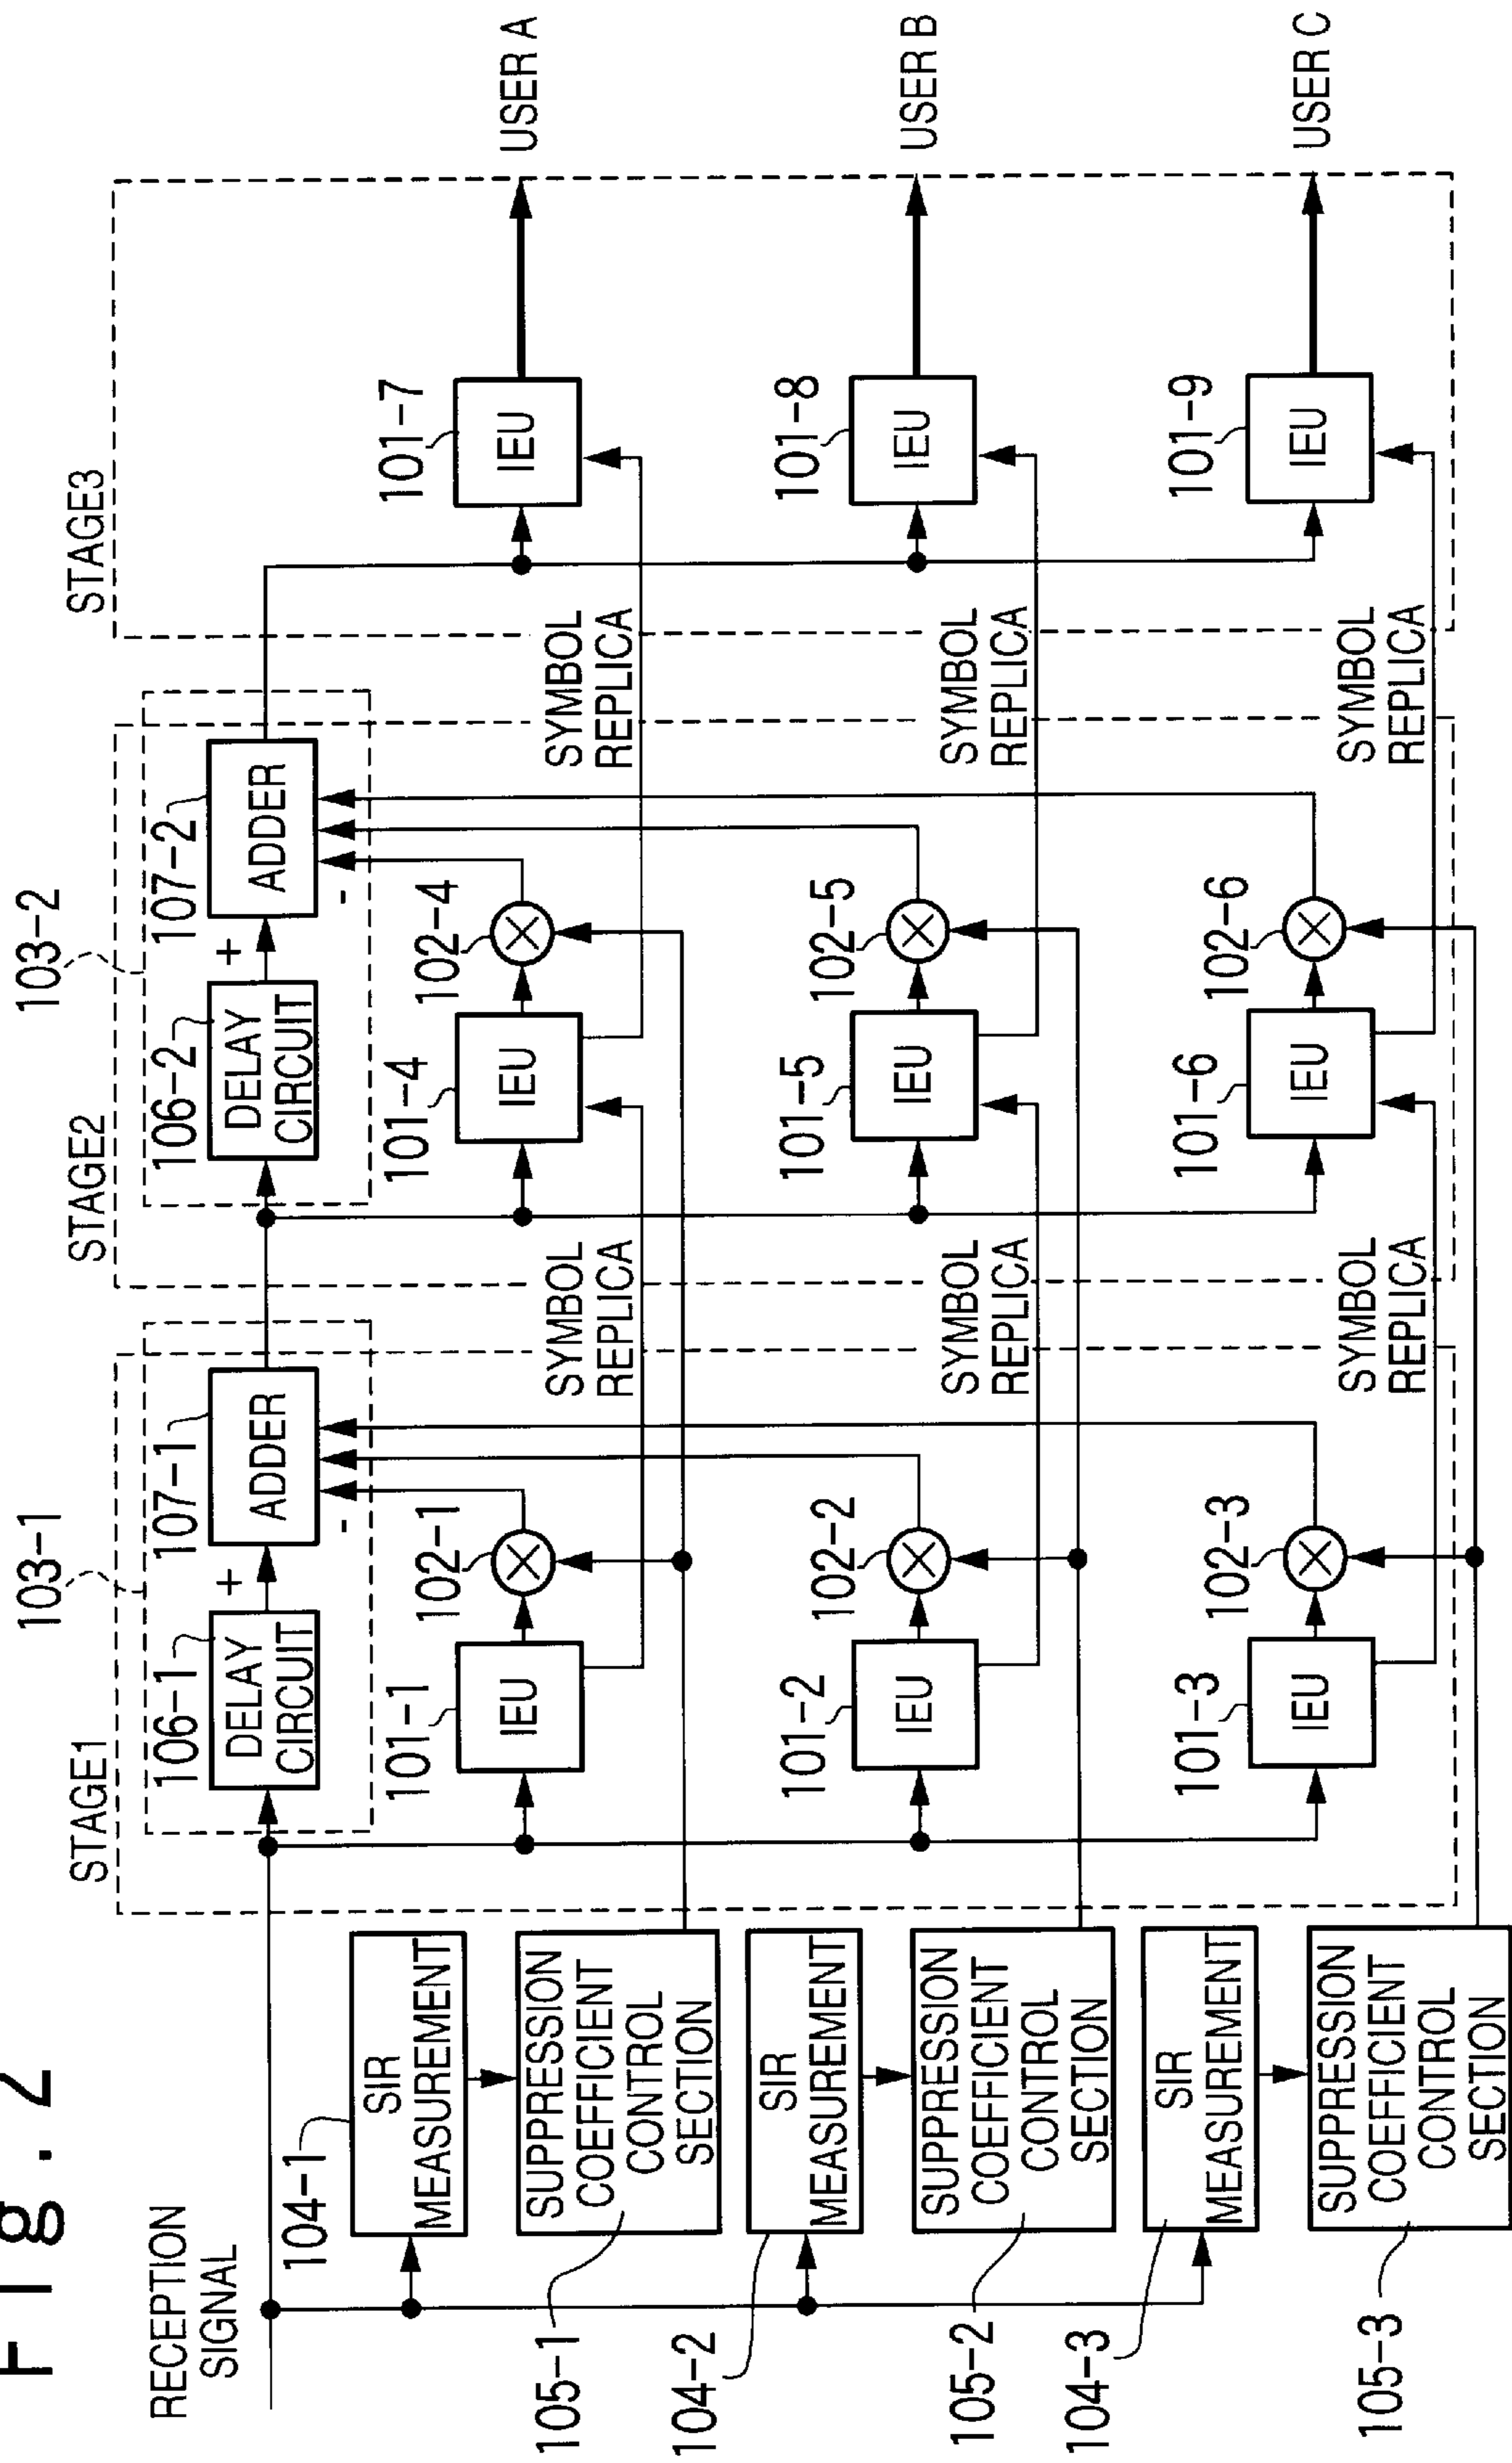 Fig. 2
RECEPTION
SIGNAL
104-1
SIR
MEASUREMENT
105-1
SUPPRESSION
COEFFICIENT
CONTROL
SECTION
104-2
SIR
MEASUREMENT
105-2
SUPPRESSION
COEFFICIENT
CONTROL
SECTION
104-3
SIR
MEASUREMENT
105-3
SUPPRESSION
COEFFICIENT
CONTROL
SECTION
STAGE1
103-1
106-1
DELAY
CIRCUIT
+
107-1
ADDER
-
101-1
IEU
102-1
101-2
IEU
102-2
101-3
IEU
102-3
SYMBOL
REPLICA
SYMBOL
REPLICA
SYMBOL
REPLICA
STAGE2
103-2
106-2
DELAY
CIRCUIT
+
107-2
ADDER
-
101-4
IEU
102-4
101-5
IEU
102-5
101-6
IEU
102-6
SYMBOL
REPLICA
SYMBOL
REPLICA
SYMBOL
REPLICA
STAGE3
101-7
IEU
USER A
101-8
IEU
USER B
101-9
IEU
USER C